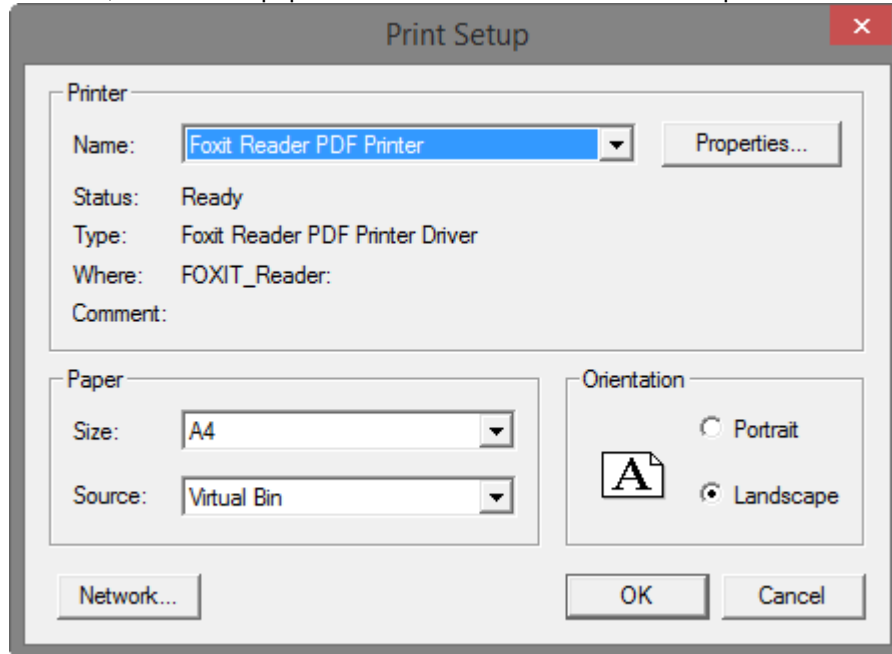 Print Setup
Printer
Name: Foxit Reader PDF Printer Properties...
Status: Ready
Type: Foxit Reader PDF Printer Driver
Where: FOXIT_Reader:
Comment:
Paper
Size: A4
Source: Virtual Bin
Orientation
Portrait
A
Landscape
Network...
OK
Cancel